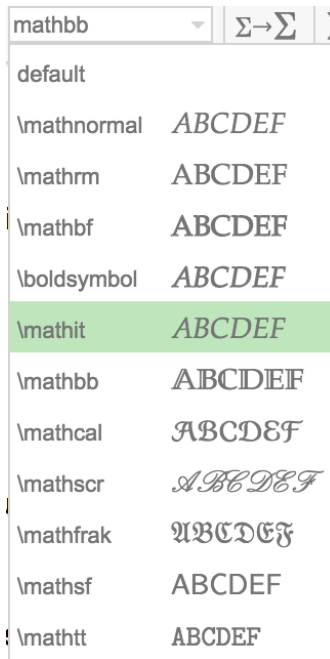 mathbb Σ→Σ
default
\mathnormal ABCDEF
\mathrm ABCDEF
\mathbf ABCDEF
\boldsymbol ABCDEF
\mathit ABCDEF
\mathbb ABCDEF
\mathcal ABCDEF
\mathscr ABCDEF
\mathfrak ABCDEF
\mathsf ABCDEF
\mathtt ABCDEF